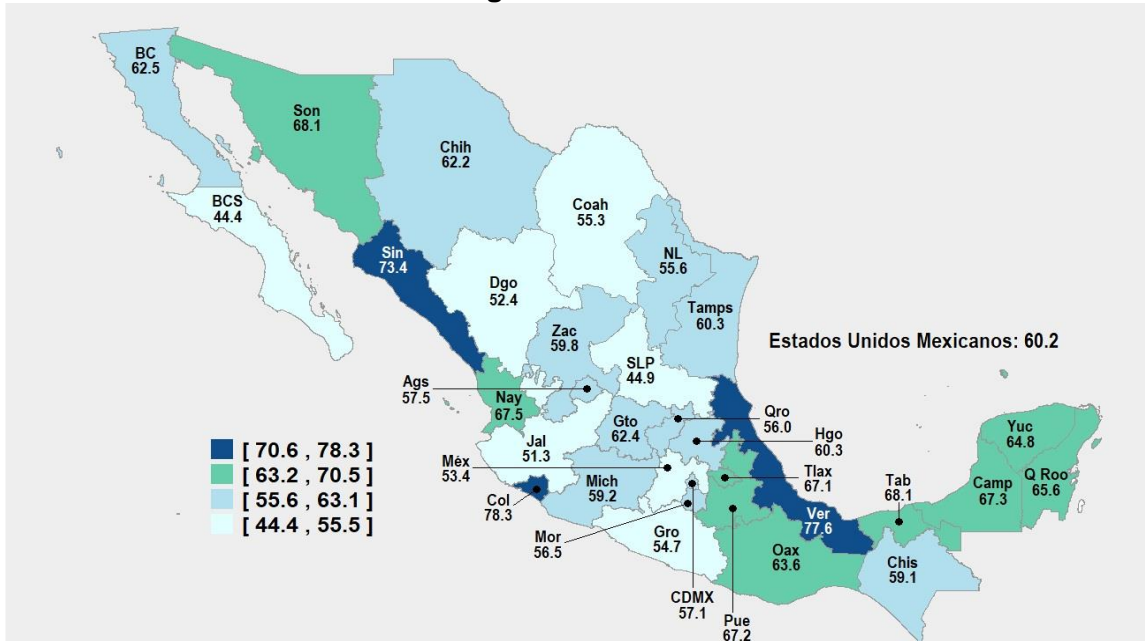 BC
62.5
Son
68.1
Chih
62.2
BCS
44.4
Coah
55.3
Sin
73.4
NL
55.6
Dgo
52.4
Tamps
60.3
Zac
59.8
Estados Unidos Mexicanos: 60.2
SLP
44.9
Ags
57.5
Nay
67.5
Qro
56.0
Gto
62.4
Hgo
60.3
Yuc
64.8
[ 70.6 , 78.3 ]
[ 63.2 , 70.5 ]
[ 55.6 , 63.1 ]
[ 44.4 , 55.5 ]
Jal
51.3
Méx
53.4
Tlax
67.1
Tab
68.1
Camp
67.3
Q Roo
65.6
Mich
59.2
Col
78.3
Ver
77.6
Mor
56.5
Gro
54.7
Oax
63.6
Chis
59.1
CDMX
57.1
Pue
67.2